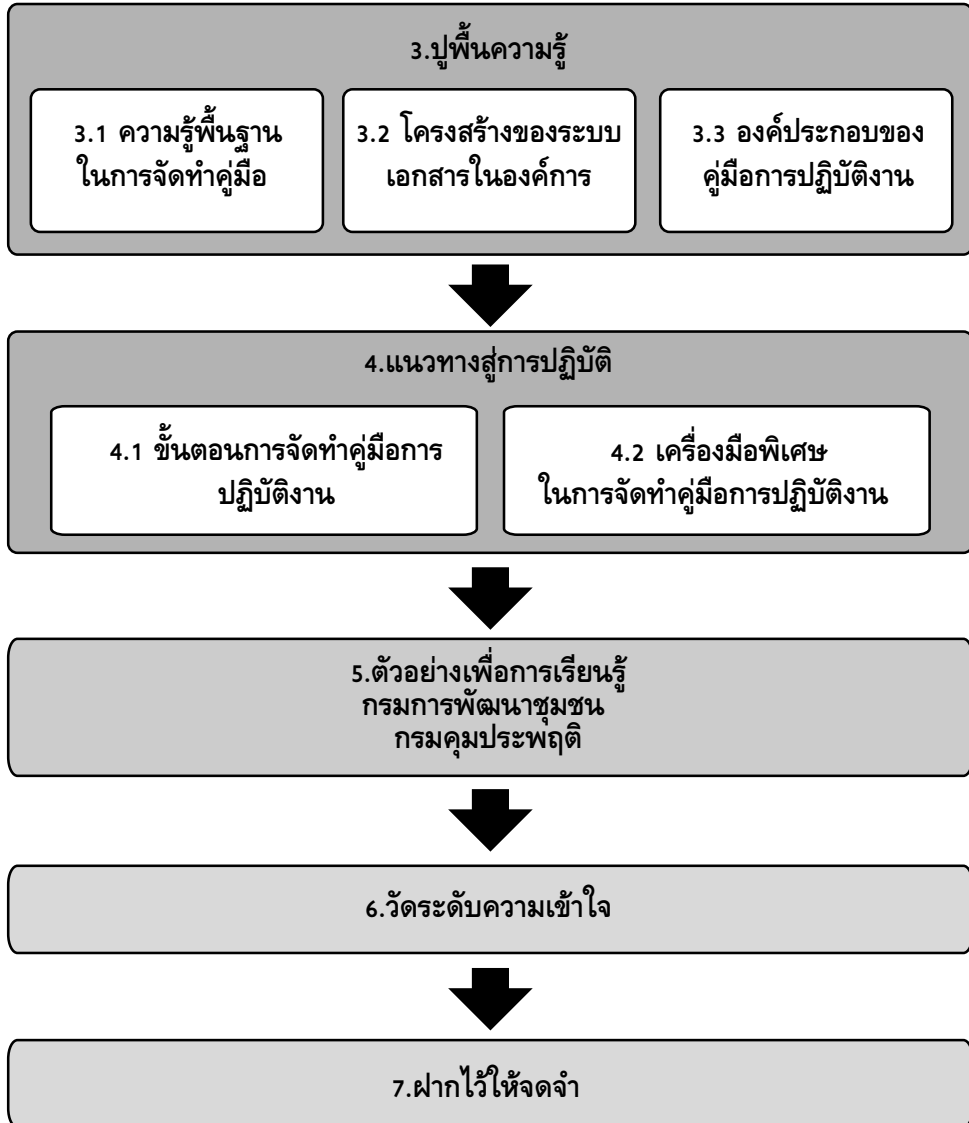 3.ปูพื้นความรู้
3.1 ความรู้พื้นฐาน
ในการจัดทำคู่มือ
3.2 โครงสร้างของระบบ
เอกสารในองค์การ
3.3 องค์ประกอบของ
คู่มือการปฏิบัติงาน
4.แนวทางสู่การปฏิบัติ
4.1 ขั้นตอนการจัดทำคู่มือการ
ปฏิบัติงาน
4.2 เครื่องมือพิเศษ
ในการจัดทำคู่มือการปฏิบัติงาน
5.ตัวอย่างเพื่อการเรียนรู้
กรมการพัฒนาชุมชน
กรมคุมประพฤติ
6.วัดระดับความเข้าใจ
7.ฝากไว้ให้จดจำ